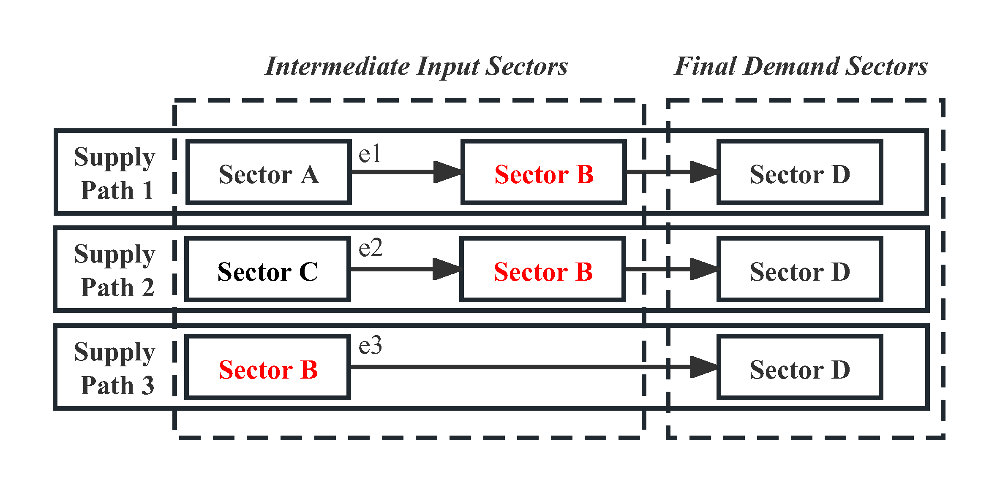 Intermediate Input Sectors
Final Demand Sectors
Supply
Path 1
Sector A
e1
Sector B
Sector D
Supply
Path 2
Sector C
e2
Sector B
Sector D
Supply
Path 3
Sector B
e3
Sector D